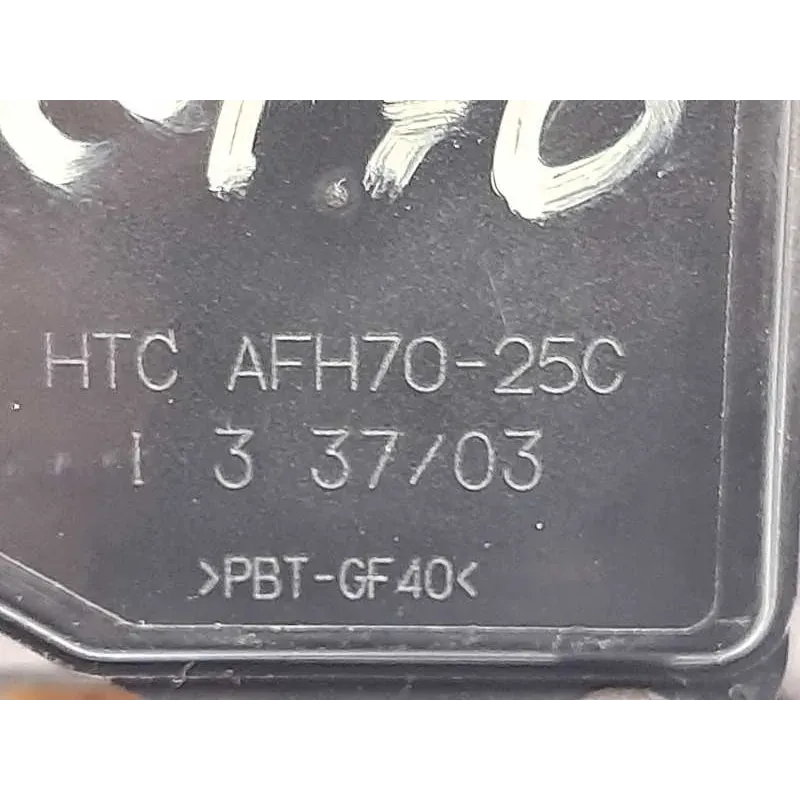 HTC AFH70-25C
I 3 37/03
>PBT-GF40<